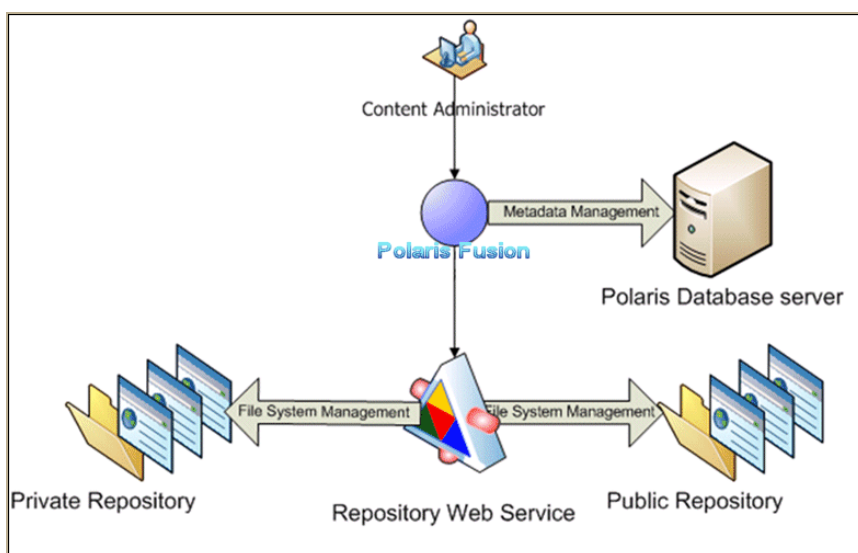 Content Administrator
Metadata Management
Polaris Fusion
Polaris Database server
File System Management
File System Management
Private Repository
Repository Web Service
Public Repository